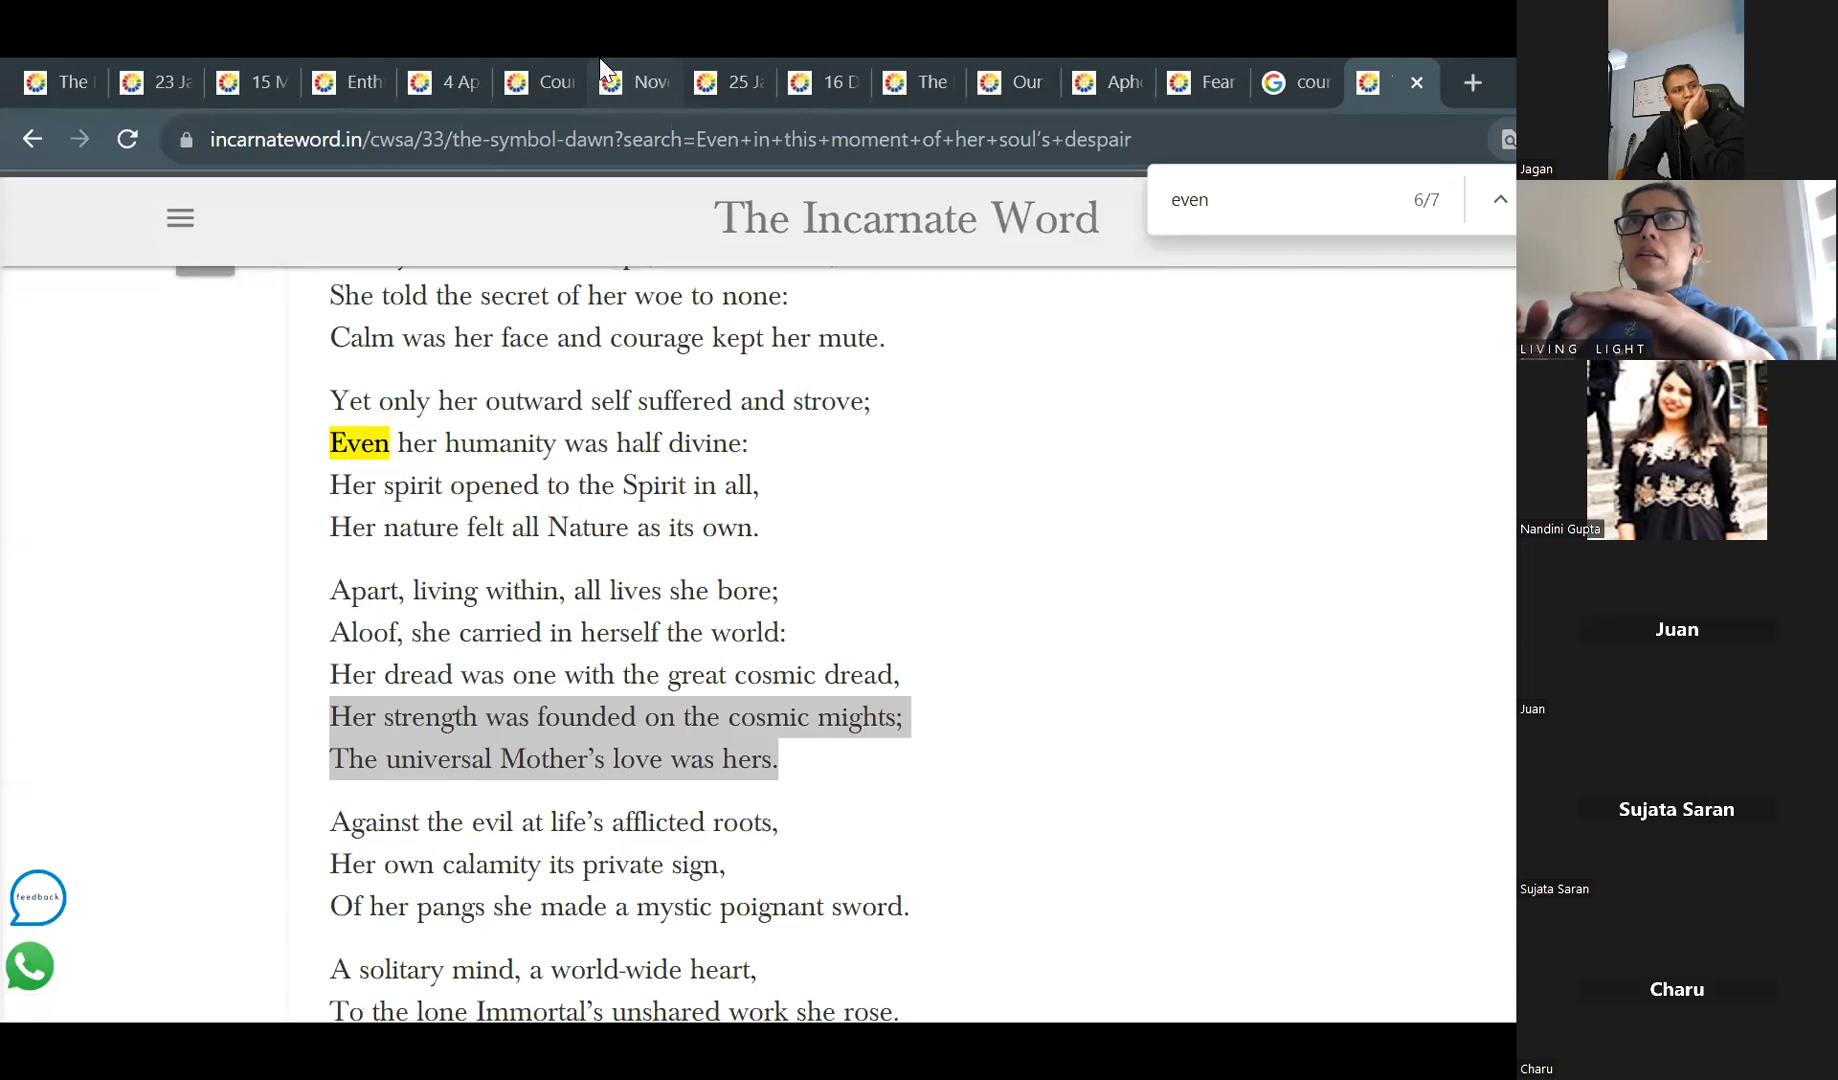 The
23 Ja
15 M
Enth
4 Ap
Cour
Nove
25 Ja
16 D
The
Our
Apho
Fear
cour
incarnateword.in/cwsa/33/the-symbol-dawn?search=Even+in+this+moment+of+her+soul's+despair
even 6/7
The Incarnate Word
She told the secret of her woe to none:
Calm was her face and courage kept her mute.
Yet only her outward self suffered and strove;
Even her humanity was half divine:
Her spirit opened to the Spirit in all,
Her nature felt all Nature as its own.
Apart, living within, all lives she bore;
Aloof, she carried in herself the world:
Her dread was one with the great cosmic dread,
Her strength was founded on the cosmic mights;
The universal Mother’s love was hers.
Against the evil at life’s afflicted roots,
Her own calamity its private sign,
Of her pangs she made a mystic poignant sword.
A solitary mind, a world-wide heart,
To the lone Immortal’s unshared work she rose.
feedback
Jagan
LIVING LIGHT
Nandini Gupta
Juan
Juan
Sujata Saran
Sujata Saran
Charu
Charu